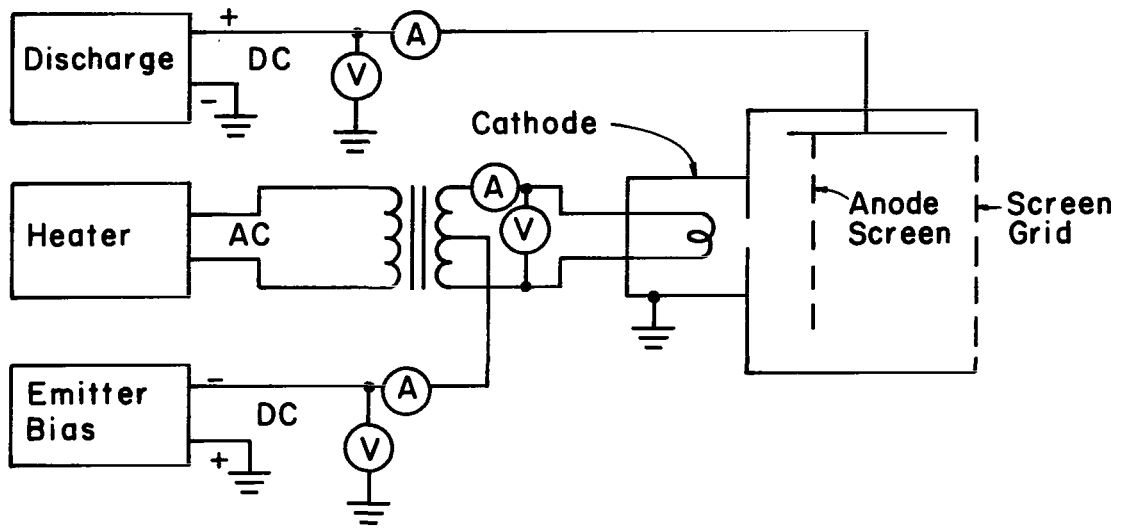 +
Discharge
DC
A
V
-
Cathode
A
Heater
AC
V
Anode
Screen
Screen
Grid
-
Emitter
Bias
DC
A
V
+